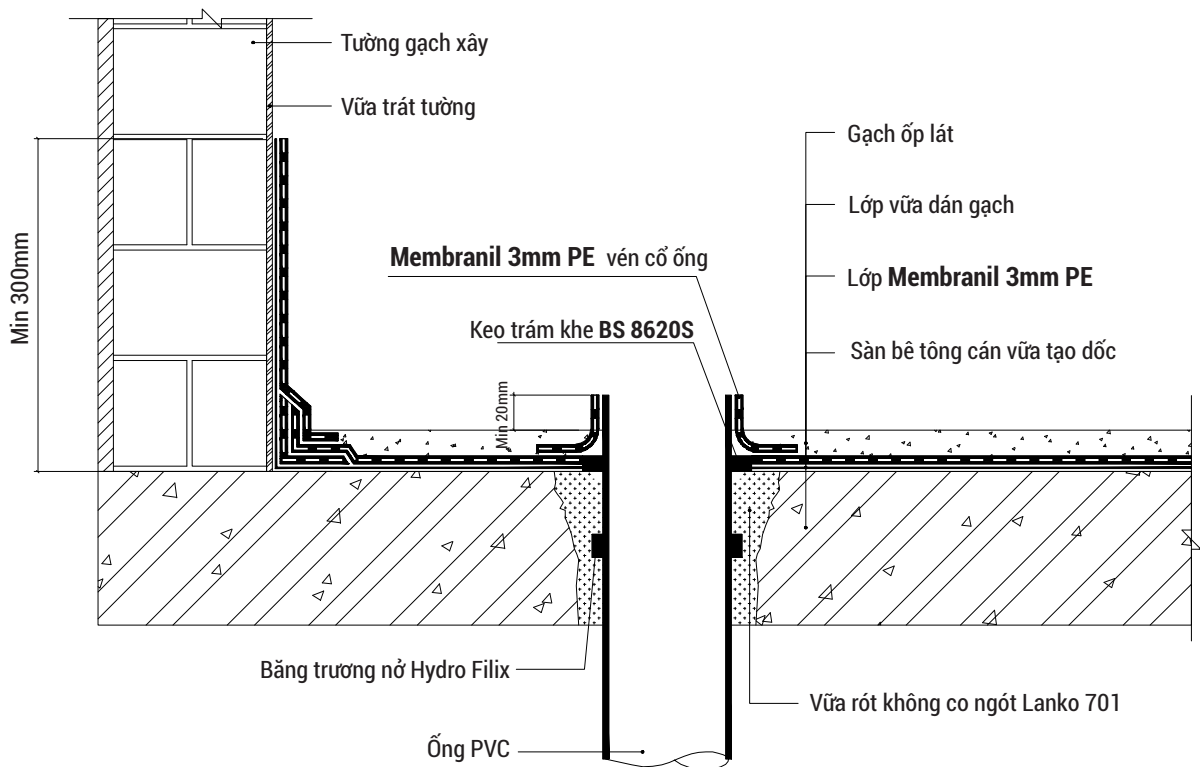 Tường gạch xây
Vữa trát tường
Gạch ốp lát
Lớp vữa dán gạch
Membranil 3mm PE vén cổ ống
Lớp Membranil 3mm PE
Keo trám khe BS 8620S
Sàn bê tông cán vữa tạo dốc
Min 300mm
Min 20mm
Băng trương nở Hydro Filix
Vữa rót không co ngót Lanko 701
Ống PVC